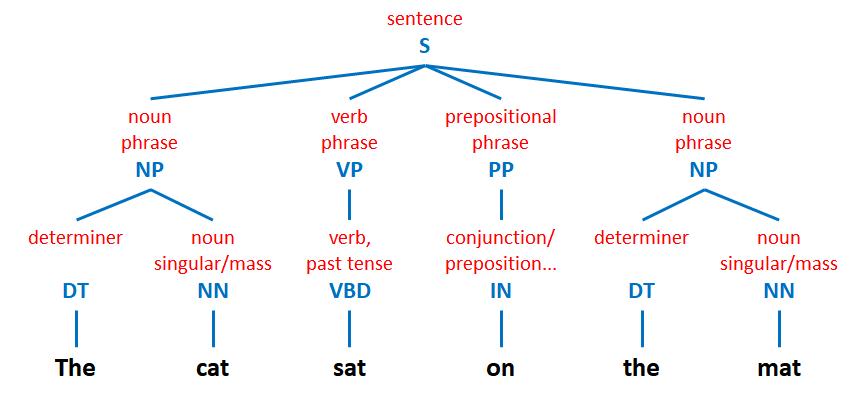 sentence
S
noun phrase
verb phrase
prepositional phrase
noun phrase
NP
VP
PP
NP
determiner
noun singular/mass
verb, past tense
conjunction/ preposition...
determiner
noun singular/mass
DT
NN
VBD
IN
DT
NN
The cat sat on the mat